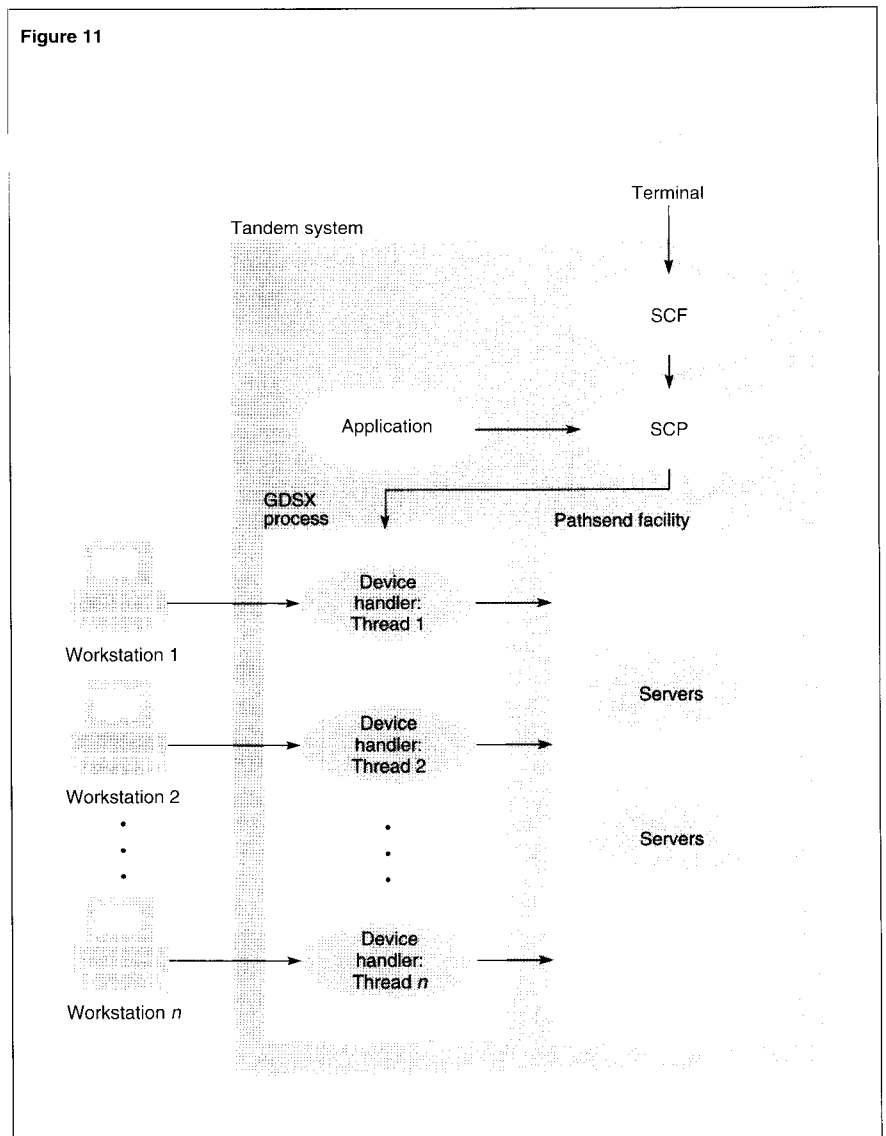 Figure 11
Terminal
Tandem system
SCF
Application
SCP
GDSX
process
Pathsend facility
Device
handler:
Thread 1
Workstation 1
Servers
Device
handler:
Thread 2
Workstation 2
Servers
Device
handler:
Thread n
Workstation n